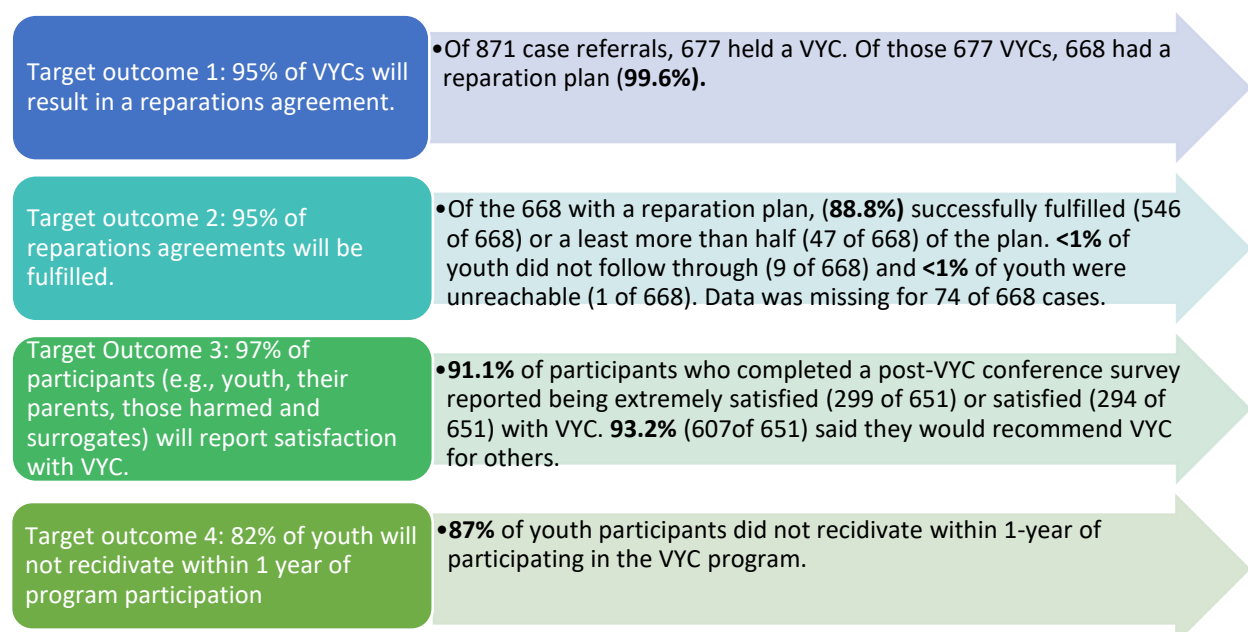 Target outcome 1: 95% of VYCs will
result in a reparations agreement.
•Of 871 case referrals, 677 held a VYC. Of those 677 VYCs, 668 had a
reparation plan (99.6%).
Target outcome 2: 95% of
reparations agreements will be
fulfilled.
•Of the 668 with a reparation plan, (88.8%) successfully fulfilled (546
of 668) or a least more than half (47 of 668) of the plan. <1% of
youth did not follow through (9 of 668) and <1% of youth were
unreachable (1 of 668). Data was missing for 74 of 668 cases.
Target Outcome 3: 97% of
participants (e.g., youth, their
parents, those harmed and
surrogates) will report satisfaction
with VYC.
•91.1% of participants who completed a post-VYC conference survey
reported being extremely satisfied (299 of 651) or satisfied (294 of
651) with VYC. 93.2% (607of 651) said they would recommend VYC
for others.
Target outcome 4: 82% of youth will
not recidivate within 1 year of
program participation
•87% of youth participants did not recidivate within 1-year of
participating in the VYC program.